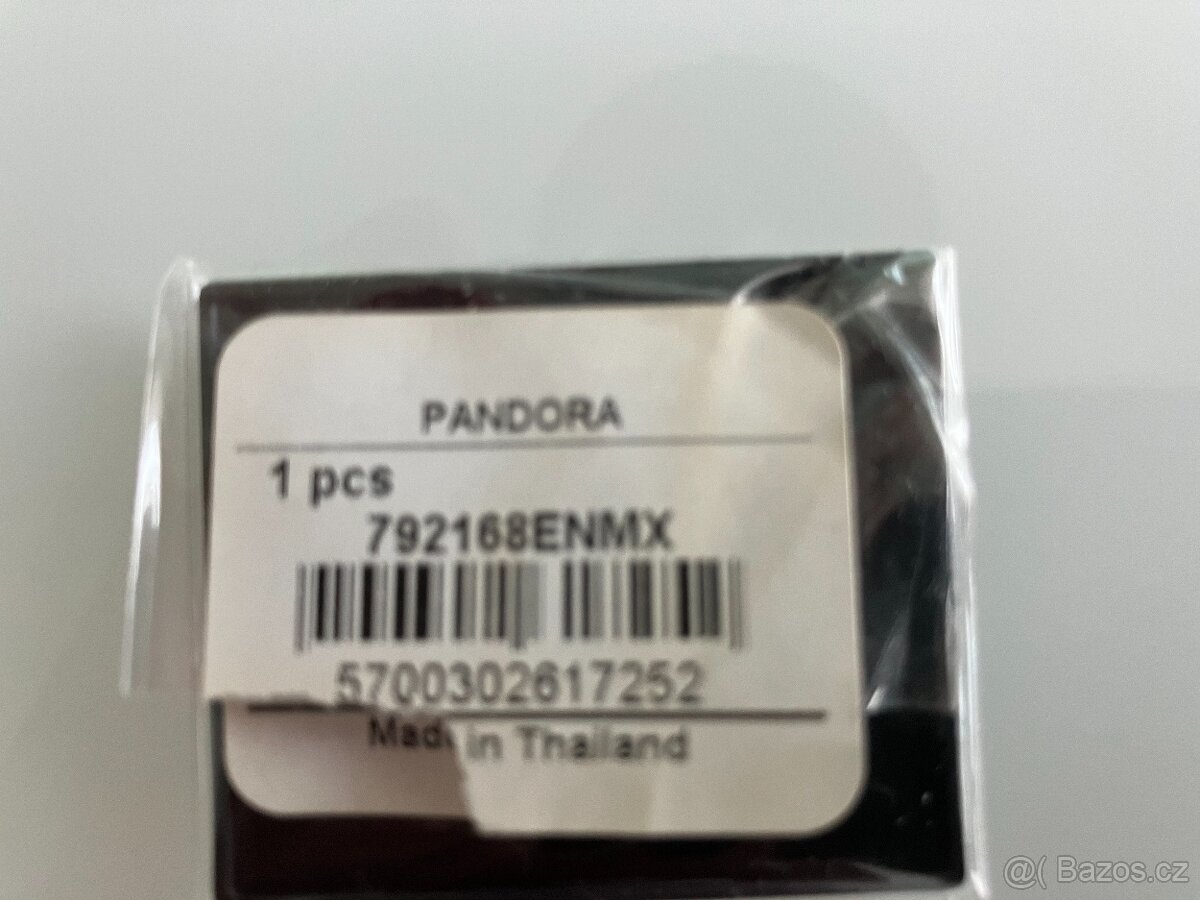 PANDORA
1 pcs
792168ENMX
5700302617252
Made in Thailand
@( Bazos.cz